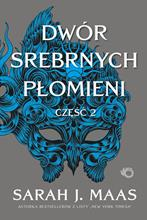 DWÓR
SREBRNYCH
PŁOMIENI
CZĘŚĆ 2
AUTORKA BESTSELLERÓW Z LISTY „NEW YORK TIMESA”
SARAH J. MAAS